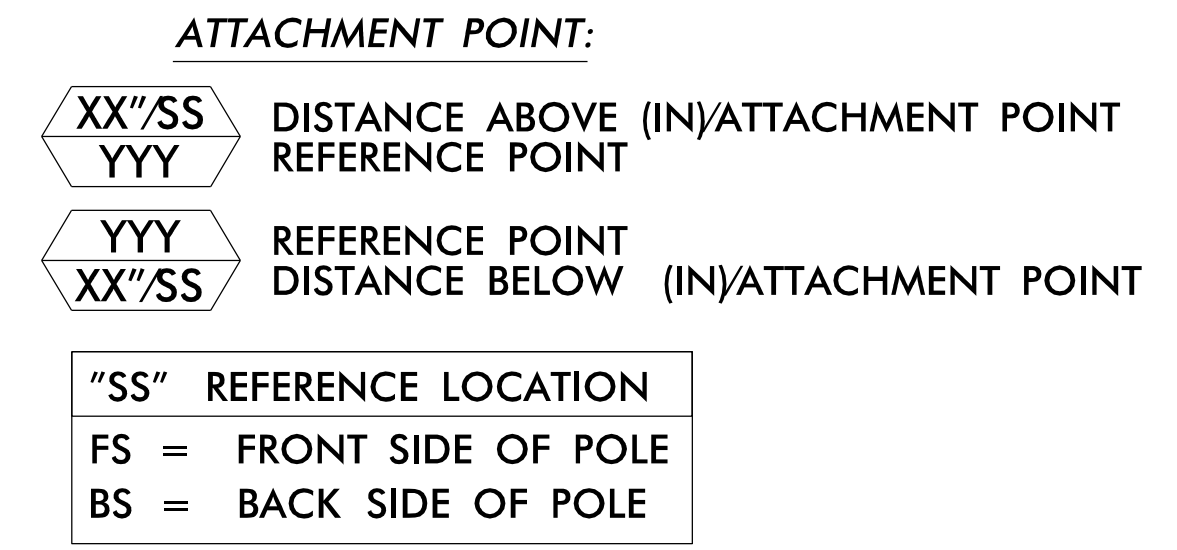 ATTACHMENT POINT:
XX"/SS DISTANCE ABOVE (IN)/ATTACHMENT POINT
YYY REFERENCE POINT
YYY REFERENCE POINT
XX"/SS DISTANCE BELOW (IN)/ATTACHMENT POINT
"SS" REFERENCE LOCATION
FS = FRONT SIDE OF POLE
BS = BACK SIDE OF POLE